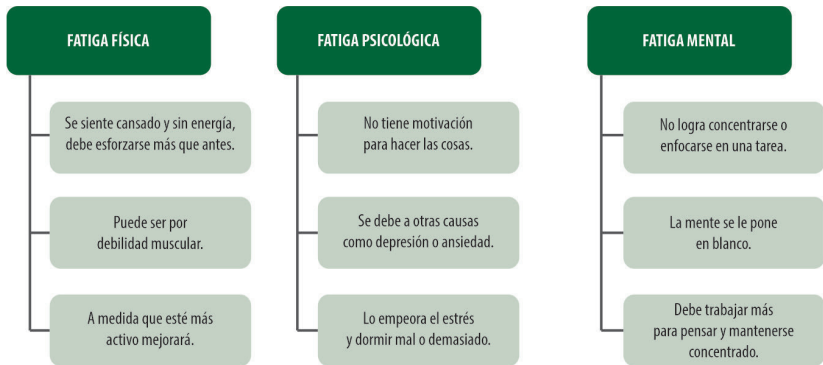 FATIGA FÍSICA
Se siente cansado y sin energía,
debe esforzarse más que antes.
Puede ser por
debilidad muscular.
A medida que esté más
activo mejorará.
FATIGA PSICOLÓGICA
No tiene motivación
para hacer las cosas.
Se debe a otras causas
como depresión o ansiedad.
Lo empeora el estrés
y dormir mal o demasiado.
FATIGA MENTAL
No logra concentrarse o
enfocarse en una tarea.
La mente se le pone
en blanco.
Debe trabajar más
para pensar y mantenerse
concentrado.